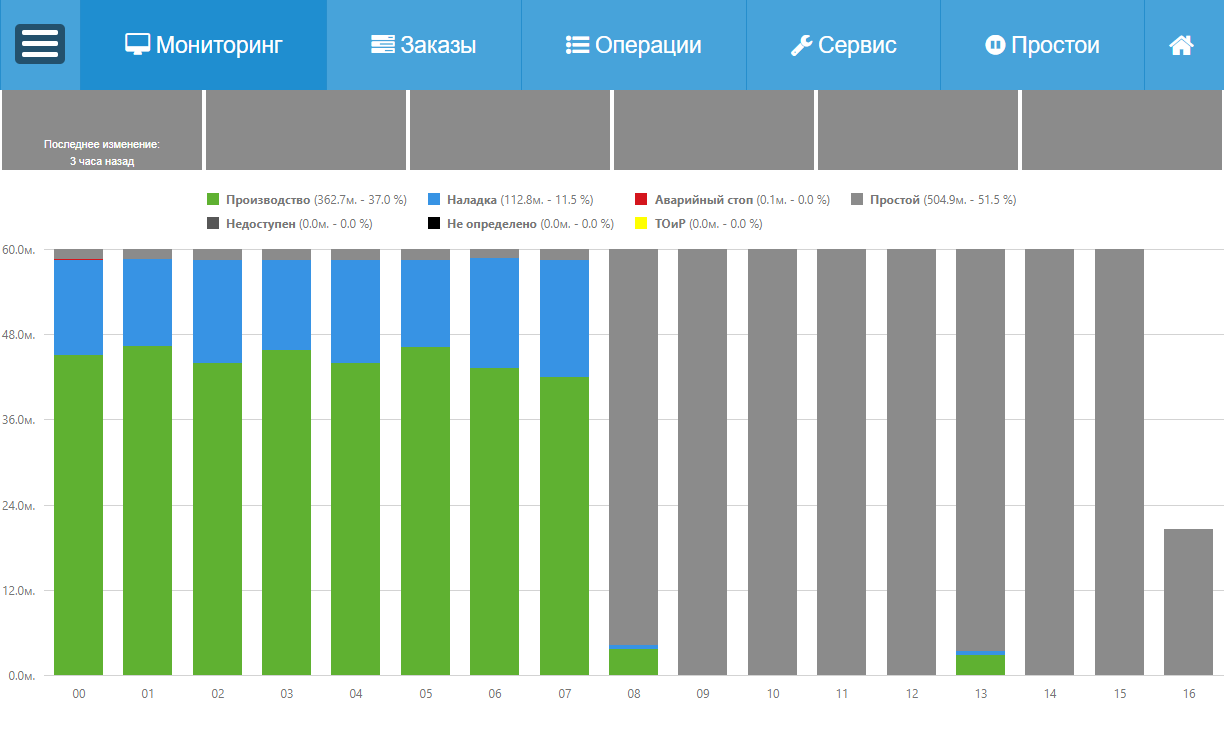 Мониторинг Заказы Операции Сервис Простои
Последнее изменение:
3 часа назад
Производство (362.7м. - 37.0 %) Наладка (112.8м. - 11.5 %) Аварийный стоп (0.1м. - 0.0 %) Простой (504.9м. - 51.5 %)
Недоступен (0.0м. - 0.0 %) Не определено (0.0м. - 0.0 %) ТОиР (0.0м. - 0.0 %)
60.0м.
48.0м.
36.0м.
24.0м.
12.0м.
0.0м.
00 01 02 03 04 05 06 07 08 09 10 11 12 13 14 15 16